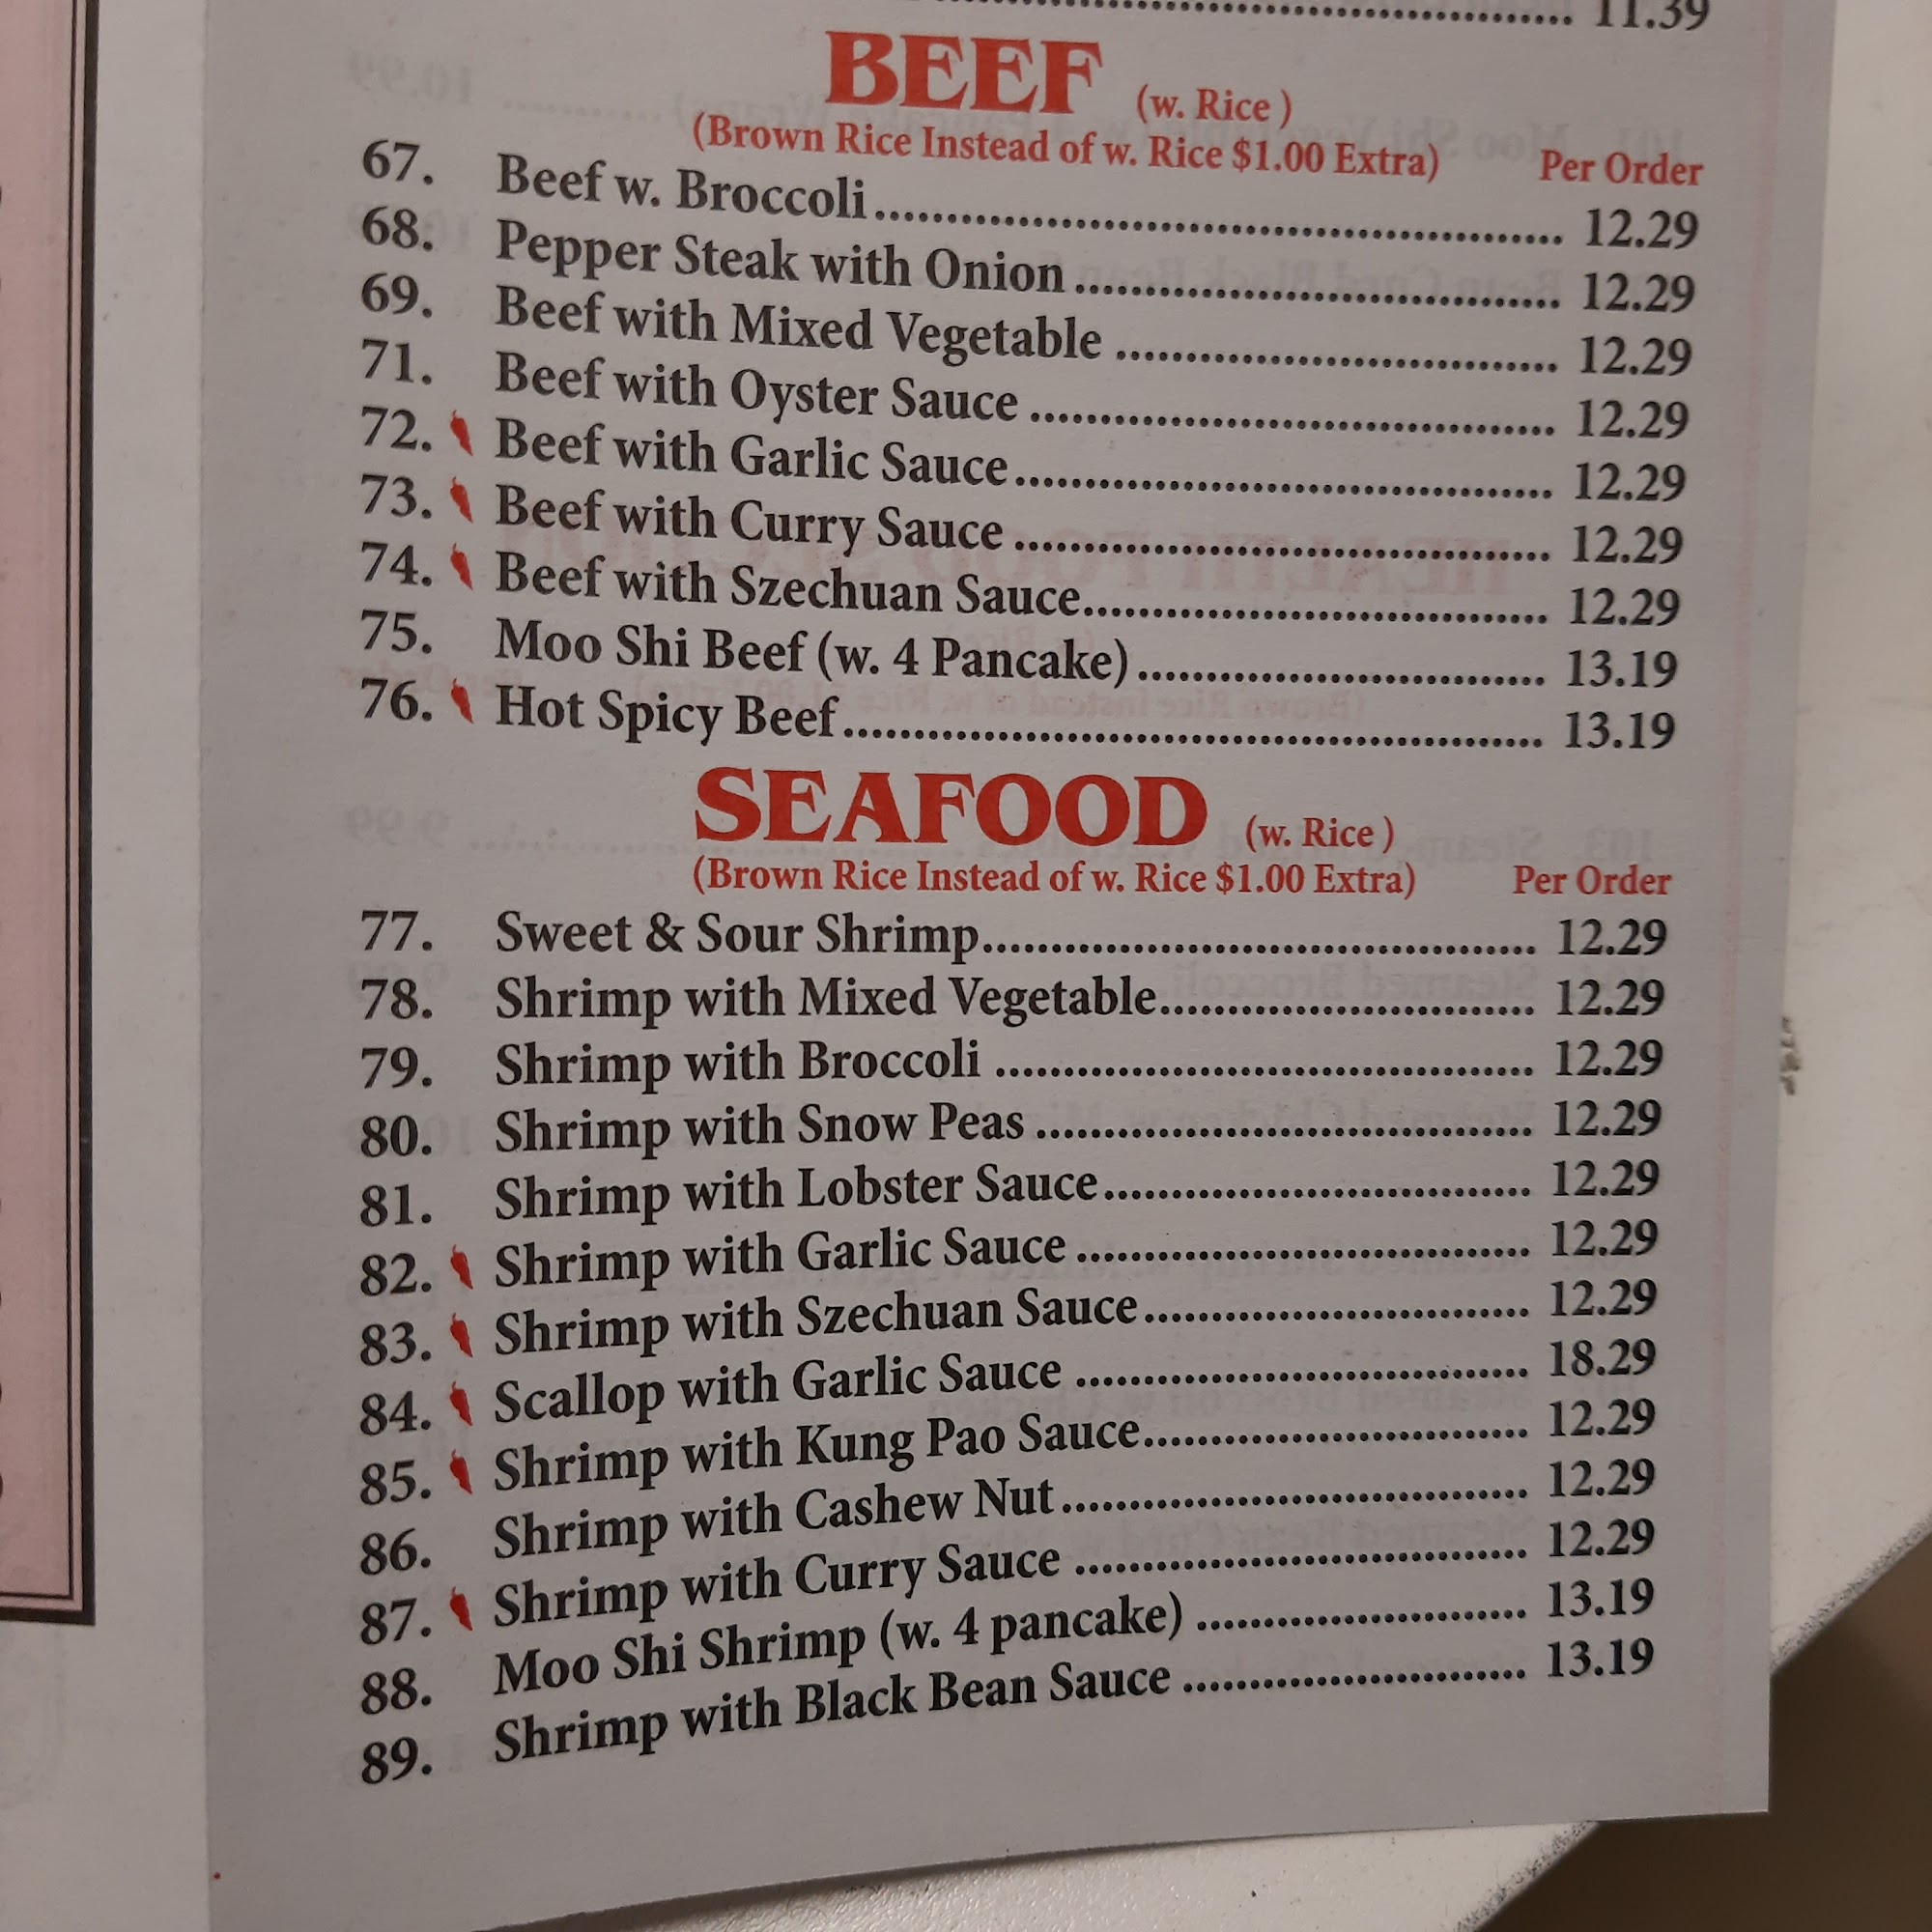 11.39
BEEF (w. Rice )
(Brown Rice Instead of w. Rice $1.00 Extra) Per Order
67. Beef w. Broccoli 12.29
68. Pepper Steak with Onion 12.29
69. Beef with Mixed Vegetable 12.29
71. Beef with Oyster Sauce 12.29
72. Beef with Garlic Sauce 12.29
73. Beef with Curry Sauce 12.29
74. Beef with Szechuan Sauce 12.29
75. Moo Shi Beef (w. 4 Pancake) 13.19
76. Hot Spicy Beef 13.19
SEAFOOD (w. Rice )
(Brown Rice Instead of w. Rice $1.00 Extra) Per Order
77. Sweet & Sour Shrimp 12.29
78. Shrimp with Mixed Vegetable 12.29
79. Shrimp with Broccoli 12.29
80. Shrimp with Snow Peas 12.29
81. Shrimp with Lobster Sauce 12.29
82. Shrimp with Garlic Sauce 12.29
83. Shrimp with Szechuan Sauce 12.29
84. Scallop with Garlic Sauce 18.29
85. Shrimp with Kung Pao Sauce 12.29
86. Shrimp with Cashew Nut 12.29
87. Shrimp with Curry Sauce 12.29
88. Moo Shi Shrimp (w. 4 pancake) 13.19
89. Shrimp with Black Bean Sauce 13.19